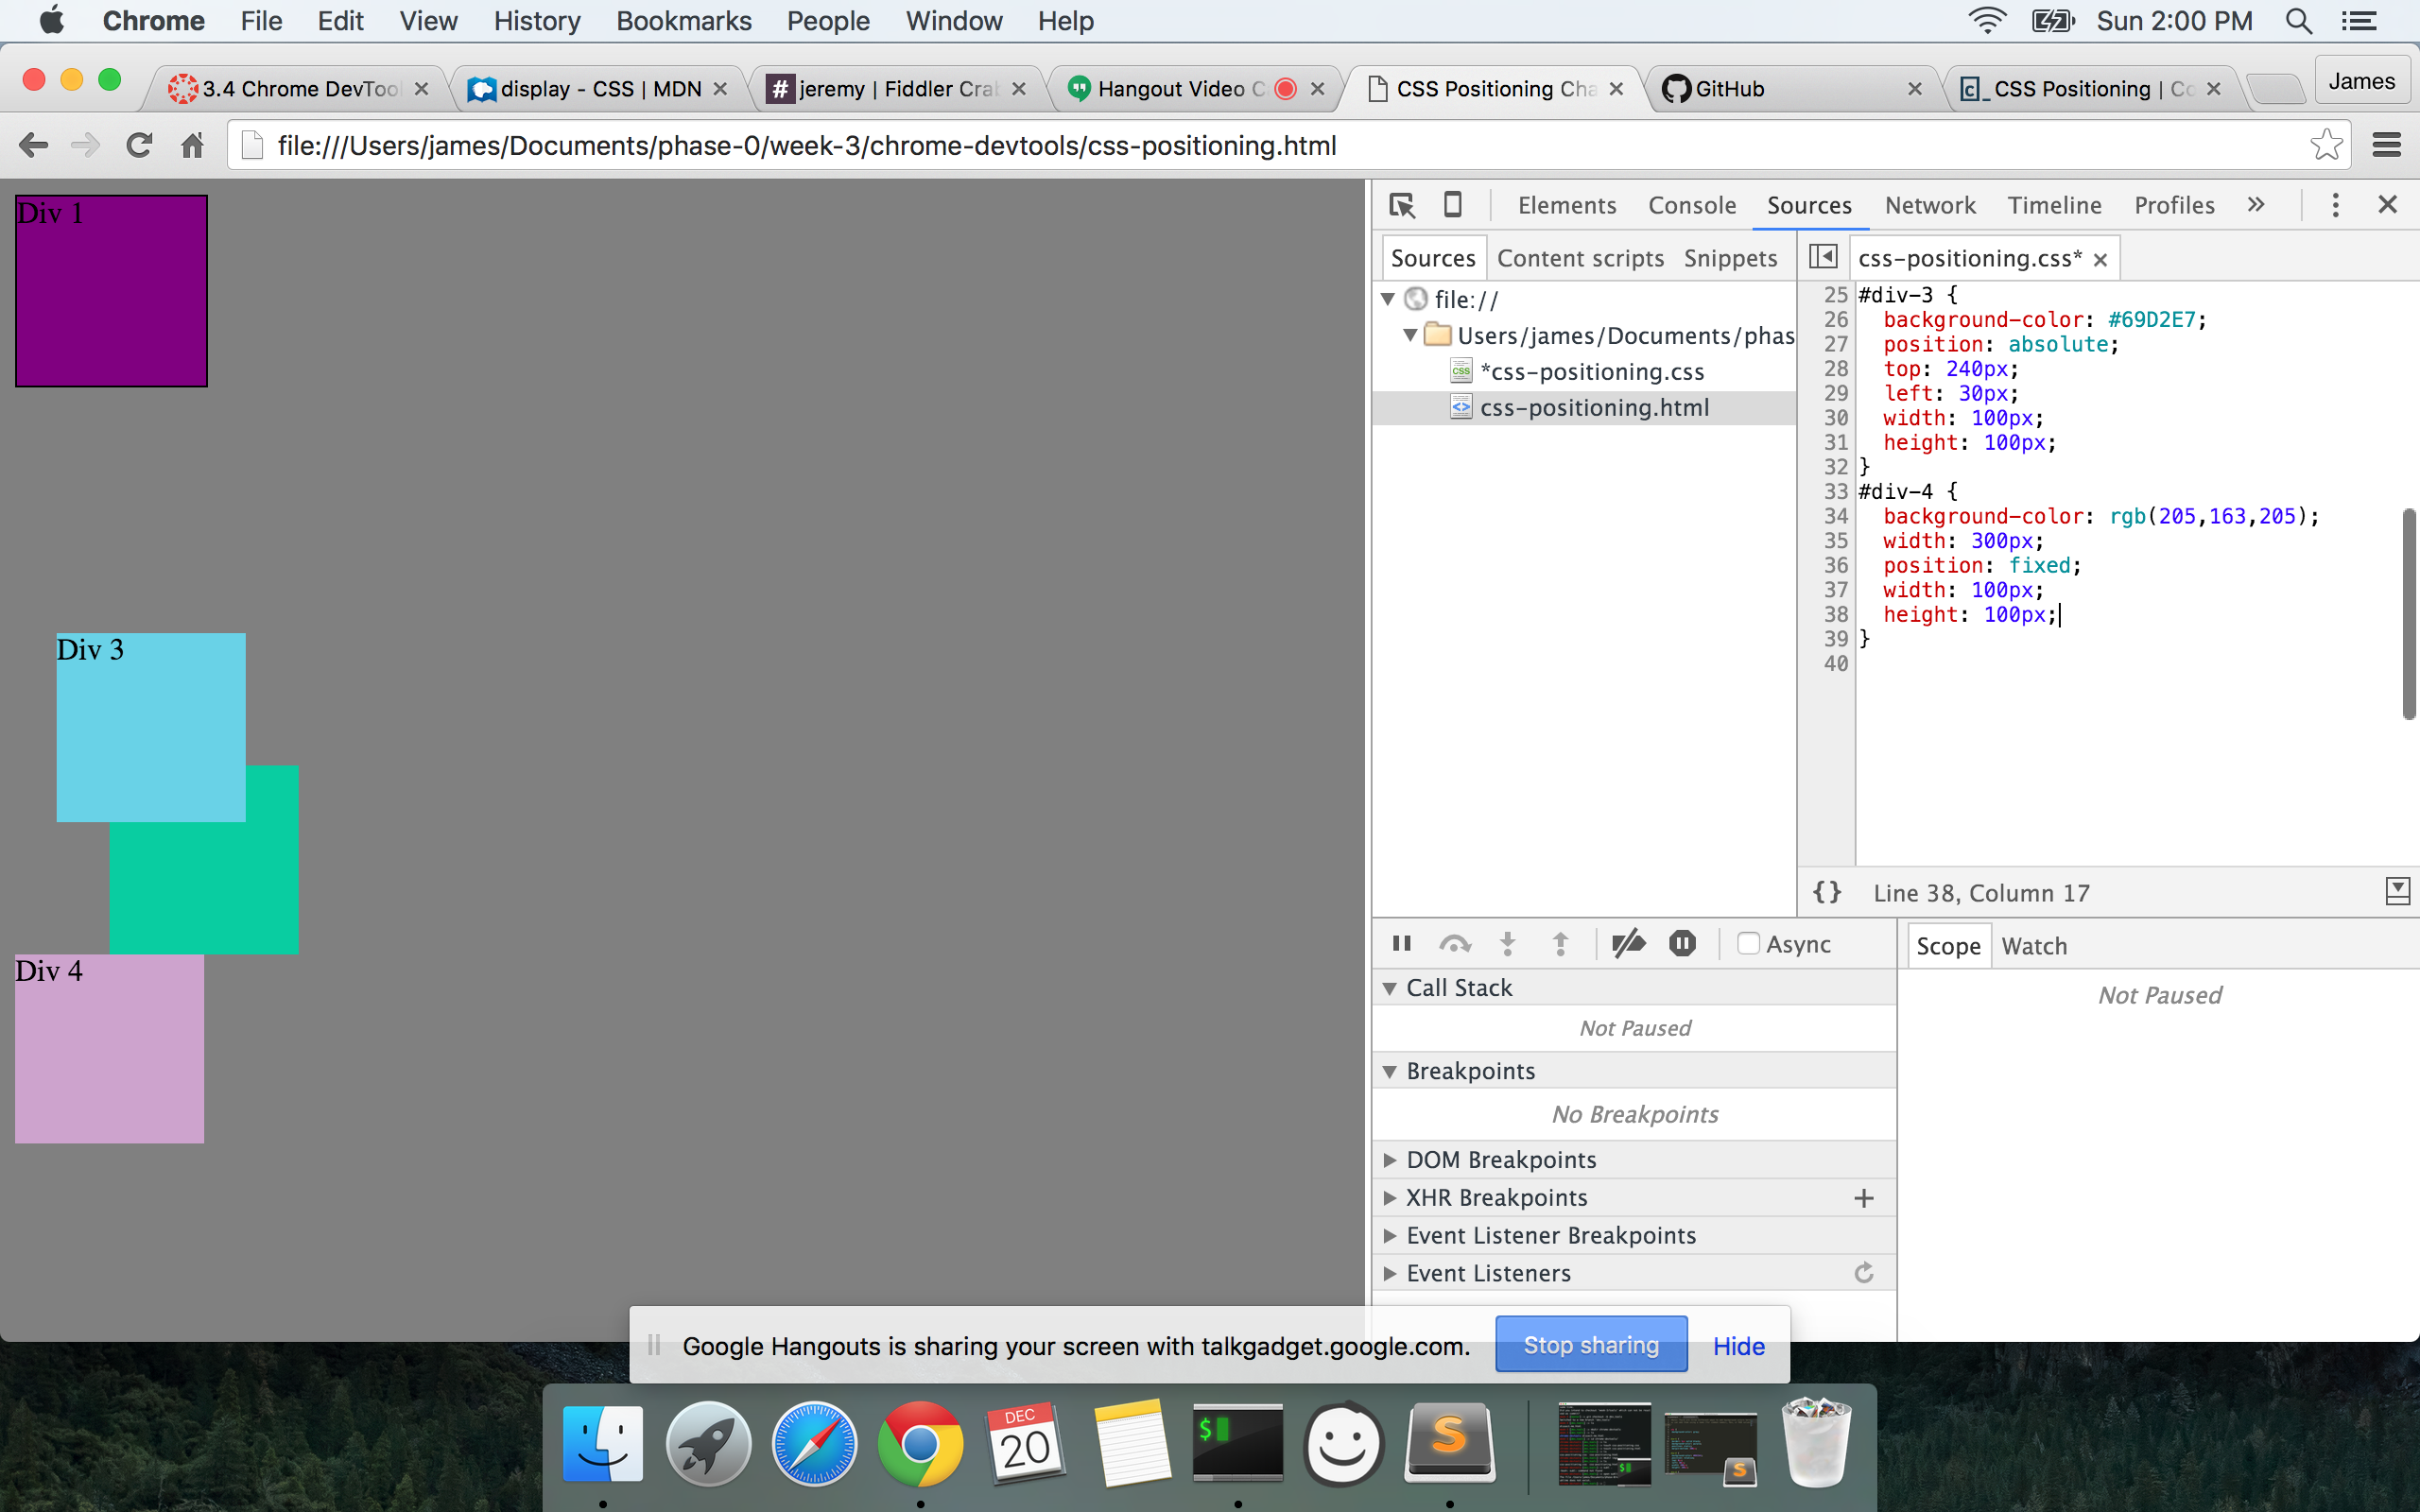 Chrome File Edit View History Bookmarks People Window Help Sun 2:00 PM
3.4 Chrome DevTool display - CSS | MDN # jeremy | Fiddler Crab Hangout Video C CSS Positioning Cha GitHub c_ CSS Positioning | Co James
file:///Users/james/Documents/phase-0/week-3/chrome-devtools/css-positioning.html
Div 1
Div 3
Div 4
Elements Console Sources Network Timeline Profiles »
Sources Content scripts Snippets
file://
Users/james/Documents/phas
*css-positioning.css
css-positioning.html
css-positioning.css*
25 #div-3 {
26 background-color: #69D2E7;
27 position: absolute;
28 top: 240px;
29 left: 30px;
30 width: 100px;
31 height: 100px;
32 }
33 #div-4 {
34 background-color: rgb(205,163,205);
35 width: 300px;
36 position: fixed;
37 width: 100px;
38 height: 100px;
39 }
40
{} Line 38, Column 17
Async
Call Stack
Not Paused
Breakpoints
No Breakpoints
DOM Breakpoints
XHR Breakpoints +
Event Listener Breakpoints
Event Listeners
Scope Watch
Not Paused
Google Hangouts is sharing your screen with talkgadget.google.com. Stop sharing Hide
DEC
20
$
S